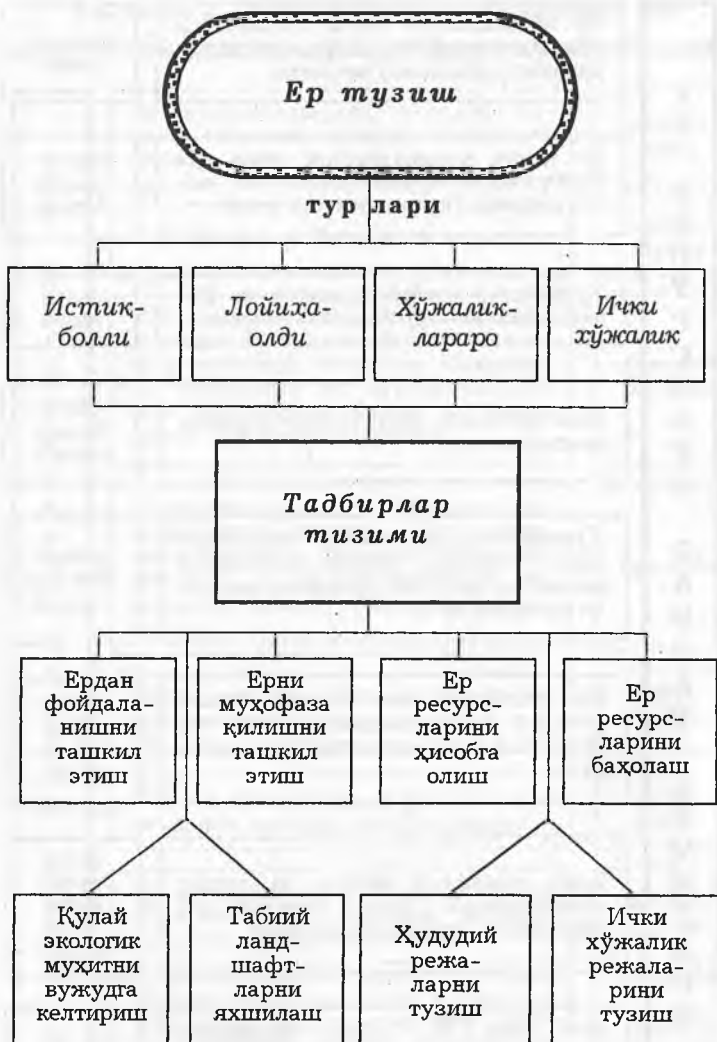 Ер тузиш
тур лари
Истиқ-
болли
Лойиҳа-
олди
Хўжалик-
лараро
Ички
хўжалик
Тадбирлар
тизими
Ердан
фойдала-
нишни
ташкил
этиш
Ерни
муҳофаза
қилишни
ташкил
этиш
Ер
ресурс-
ларини
ҳисобга
олиш
Ер
ресурс-
ларини
баҳолаш
Қулай
экологик
муҳитни
вужудга
келтириш
Табиий
ланд-
шафт-
ларни
яхшилаш
Ҳудудий
режа-
ларни
тузиш
Ички
хўжалик
режала-
рини
тузиш